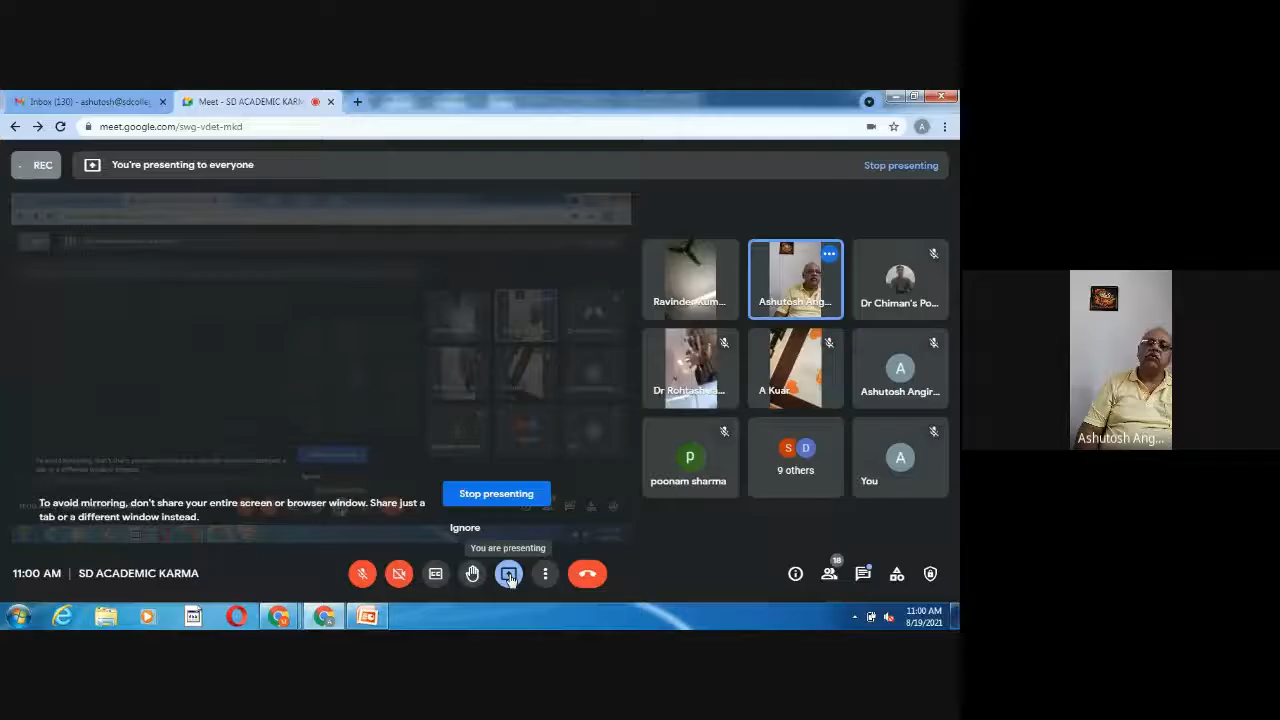 Inbox (130) - ashutosh@sdcolle
Meet - SD ACADEMIC KARM
meet.google.com/swg-vdet-mkd
A
REC
You're presenting to everyone
Stop presenting
Ravinder Kum...
Ashutosh Ang...
Dr Chiman's Po...
Dr Rohtash...
A Kuar
A
Ashutosh Angir...
P
poonam sharma
S D
9 others
A
You
To avoid mirroring, don't share your entire screen or browser window. Share just a
tab or a different window instead.
Stop presenting
Ignore
You are presenting
11:00 AM | SD ACADEMIC KARMA
18
11:00 AM
8/19/2021
Ashutosh Ang...